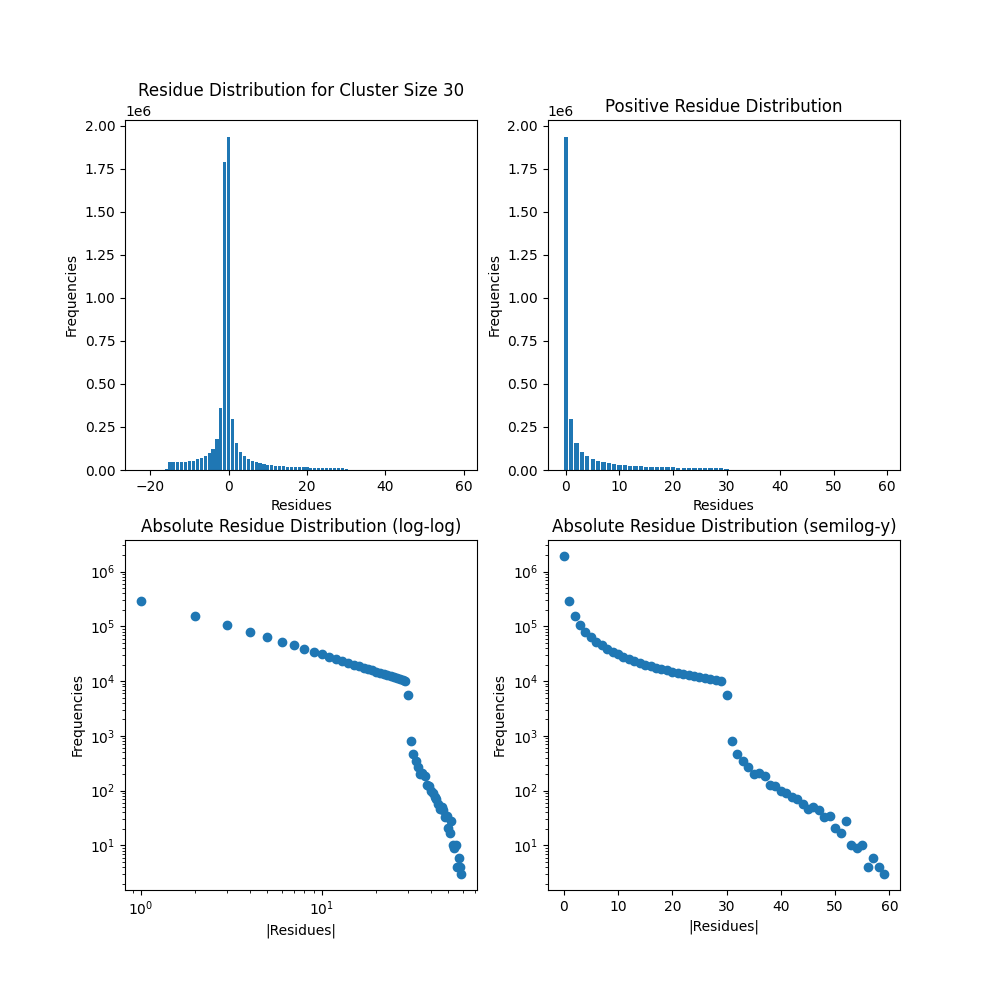 Residue Distribution for Cluster Size 30
1e6
2.00
1.75
1.50
1.25
1.00
0.75
0.50
0.25
0.00
Frequencies
−20 0 20 40 60
Residues
Positive Residue Distribution
1e6
2.00
1.75
1.50
1.25
1.00
0.75
0.50
0.25
0.00
Frequencies
0 10 20 30 40 50 60
Residues
Absolute Residue Distribution (log-log)
10⁶
10⁵
10⁴
10³
10²
10¹
Frequencies
10⁰ 10¹
|Residues|
Absolute Residue Distribution (semilog-y)
10⁶
10⁵
10⁴
10³
10²
10¹
Frequencies
0 10 20 30 40 50 60
|Residues|